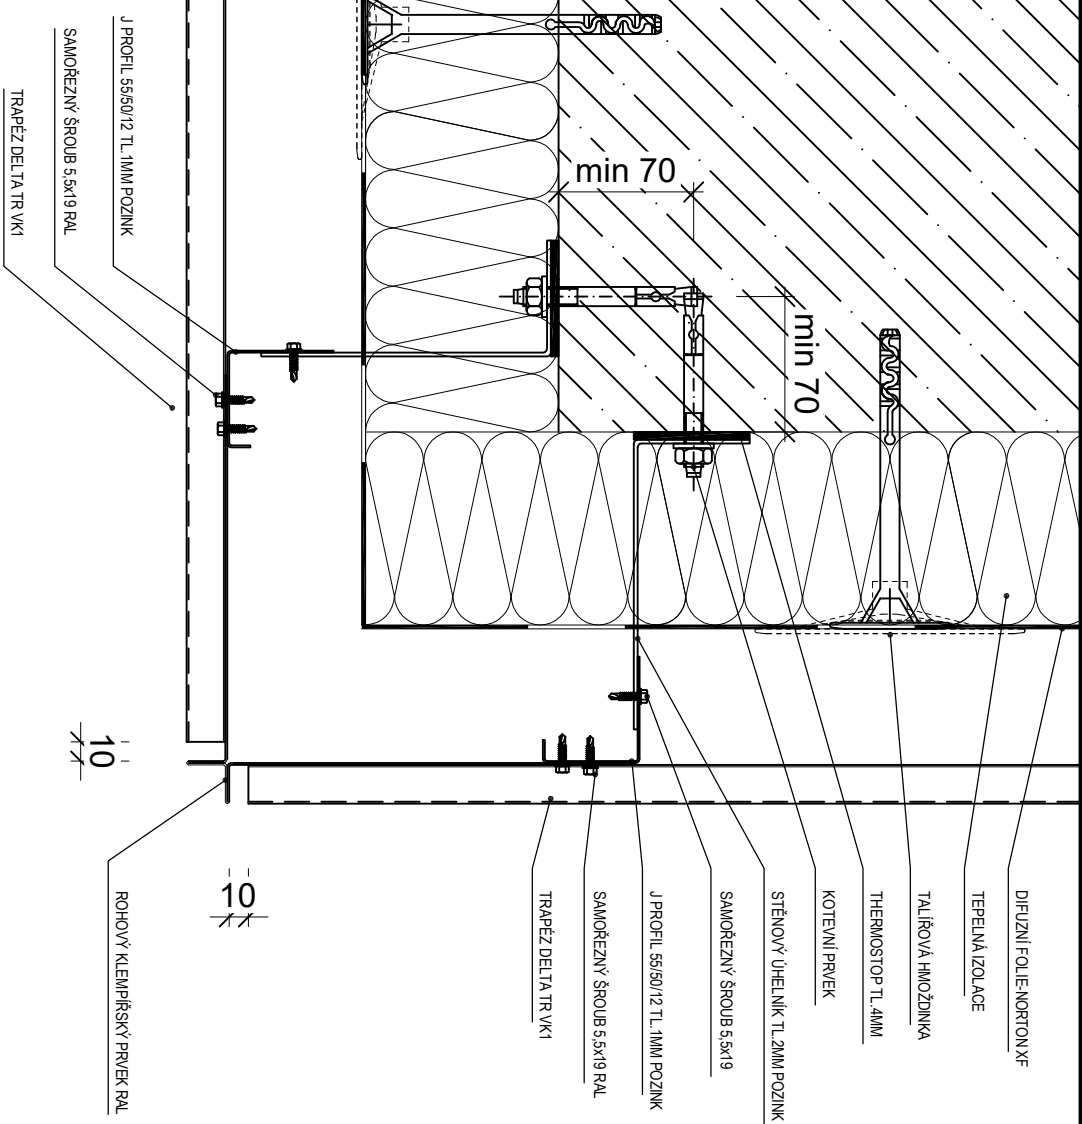 J PROFIL 55/50/12 TL.1MM POZINK
SAMOŘEZNÝ ŠROUB 5,5x19 RAL
TRAPÉZ DELTA TR VK1
min 70
min 70
10
10
DIFUZNÍ FOLIE-NORTON XF
TEPELNÁ IZOLACE
TALÍŘOVÁ HMOŽDINKA
THERMOSTOP TL.4MM
KOTEVNÍ PRVEK
STĚNOVÝ ÚHELNÍK TL.2MM POZINK
SAMOŘEZNÝ ŠROUB 5,5x19
J PROFIL 55/50/12 TL.1MM POZINK
SAMOŘEZNÝ ŠROUB 5,5x19 RAL
TRAPÉZ DELTA TR VK1
ROHOVÝ KLEMPÍŘSKÝ PRVEK RAL